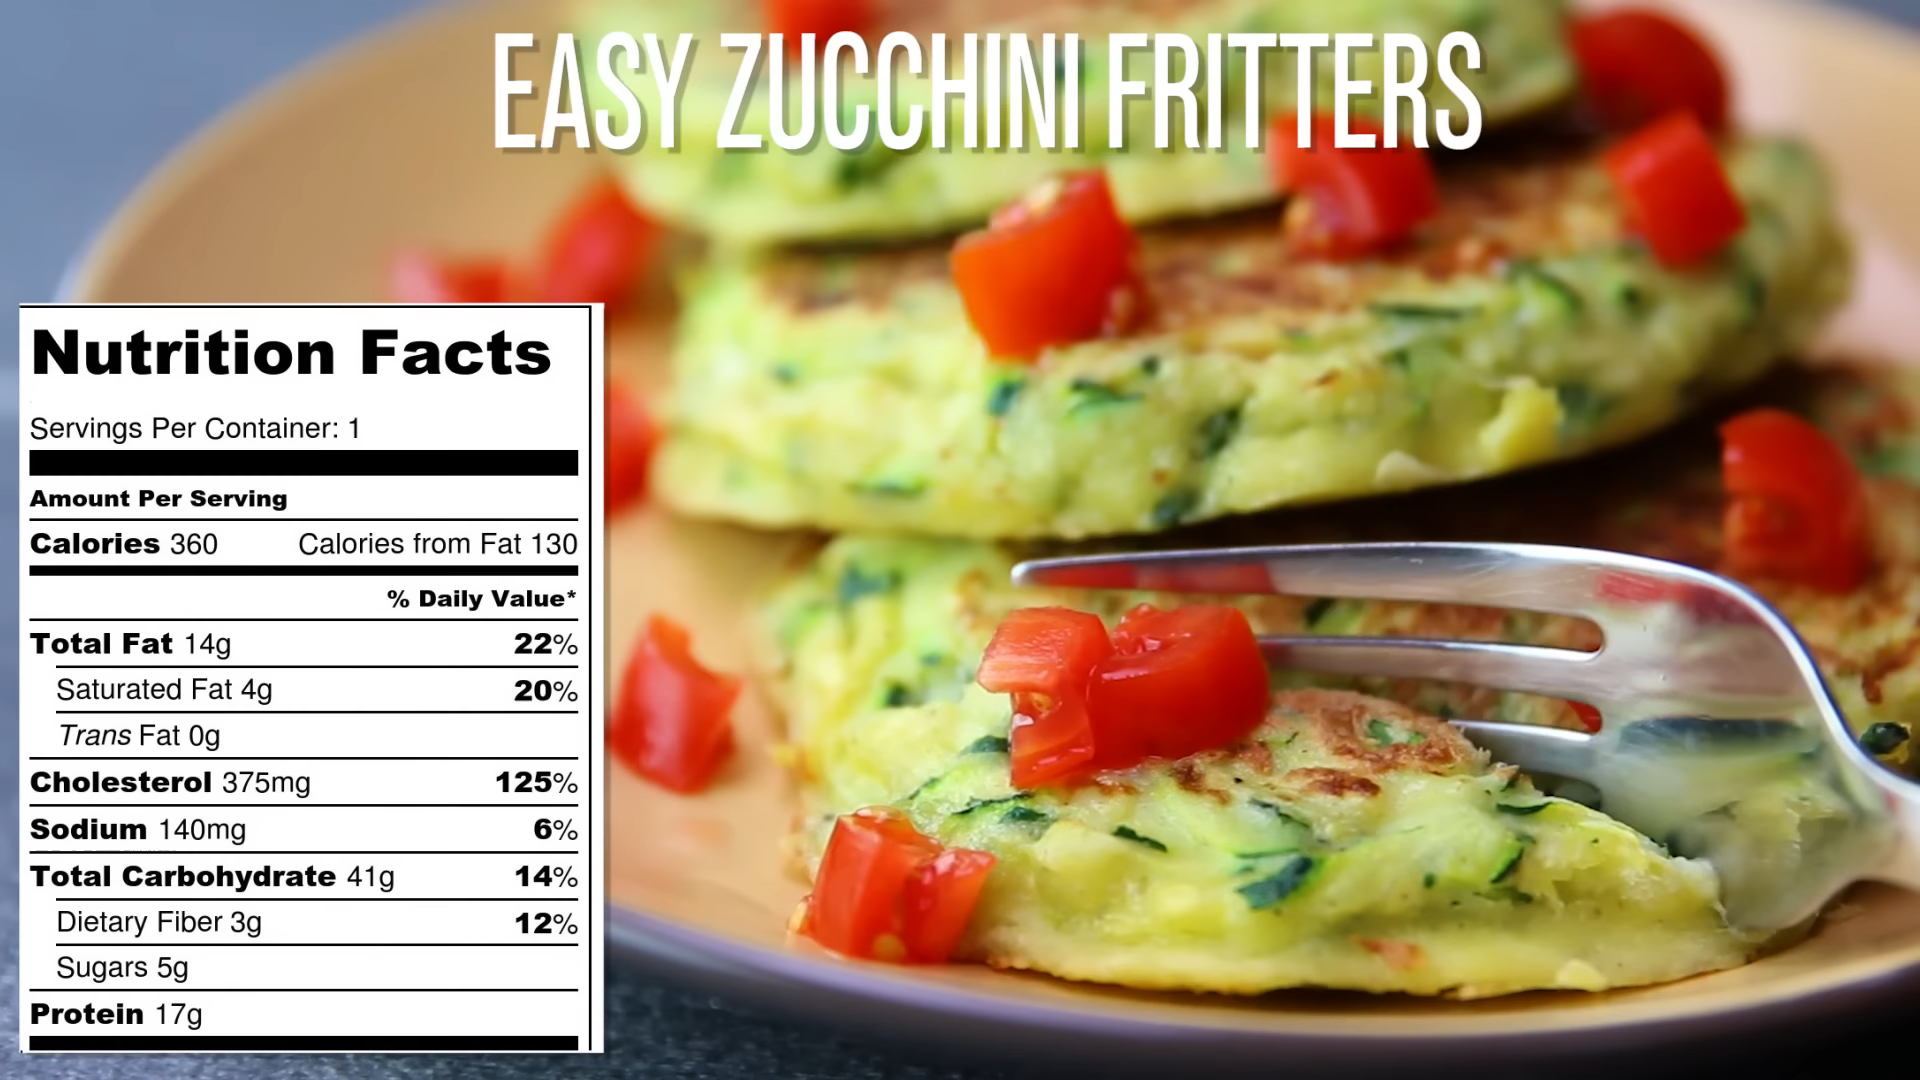 EASY ZUCCHINI FRITTERS
Nutrition Facts
Servings Per Container: 1
Amount Per Serving
Calories 360 Calories from Fat 130
% Daily Value*
Total Fat 14g 22%
Saturated Fat 4g 20%
Trans Fat 0g
Cholesterol 375mg 125%
Sodium 140mg 6%
Total Carbohydrate 41g 14%
Dietary Fiber 3g 12%
Sugars 5g
Protein 17g